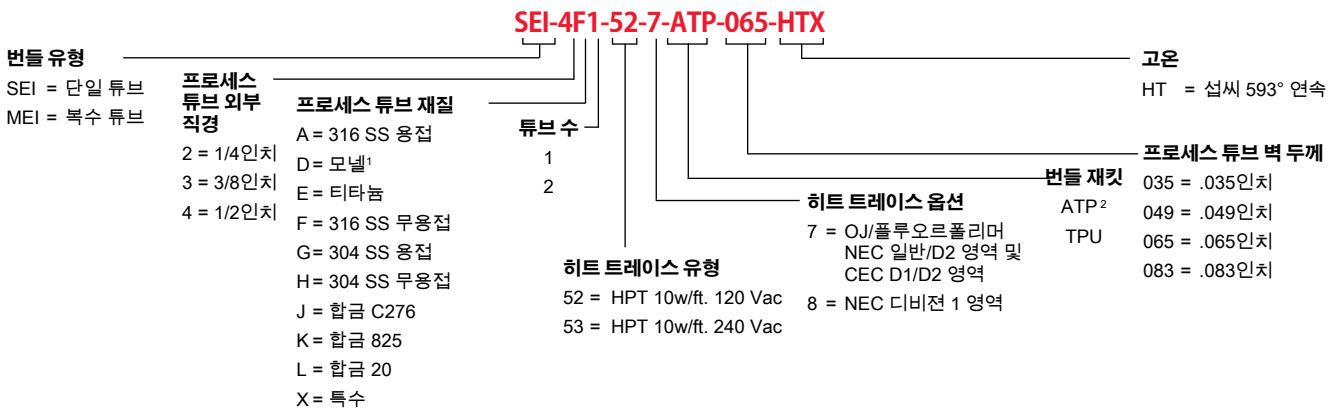 SEI-4F1-52-7-ATP-065-HTX
번들 유형
SEI = 단일 튜브
MEI = 복수 튜브
프로세스
튜브 외부
직경
2 = 1/4인치
3 = 3/8인치
4 = 1/2인치
프로세스 튜브 재질
A = 316 SS 용접
D = 모넬¹
E = 티타늄
F = 316 SS 무용접
G= 304 SS 용접
H= 304 SS 무용접
J = 합금 C276
K = 합금 825
L = 합금 20
X = 특수
튜브 수
1
2
히트 트레이스 유형
52 = HPT 10w/ft. 120 Vac
53 = HPT 10w/ft. 240 Vac
히트 트레이스 옵션
7 = OJ/플루오르폴리머
NEC 일반/D2 영역 및
CEC D1/D2 영역
8 = NEC 디비젼 1 영역
번들 재킷
ATP²
TPU
프로세스 튜브 벽 두께
035 = .035인치
049 = .049인치
065 = .065인치
083 = .083인치
고온
HT = 섭씨 593° 연속